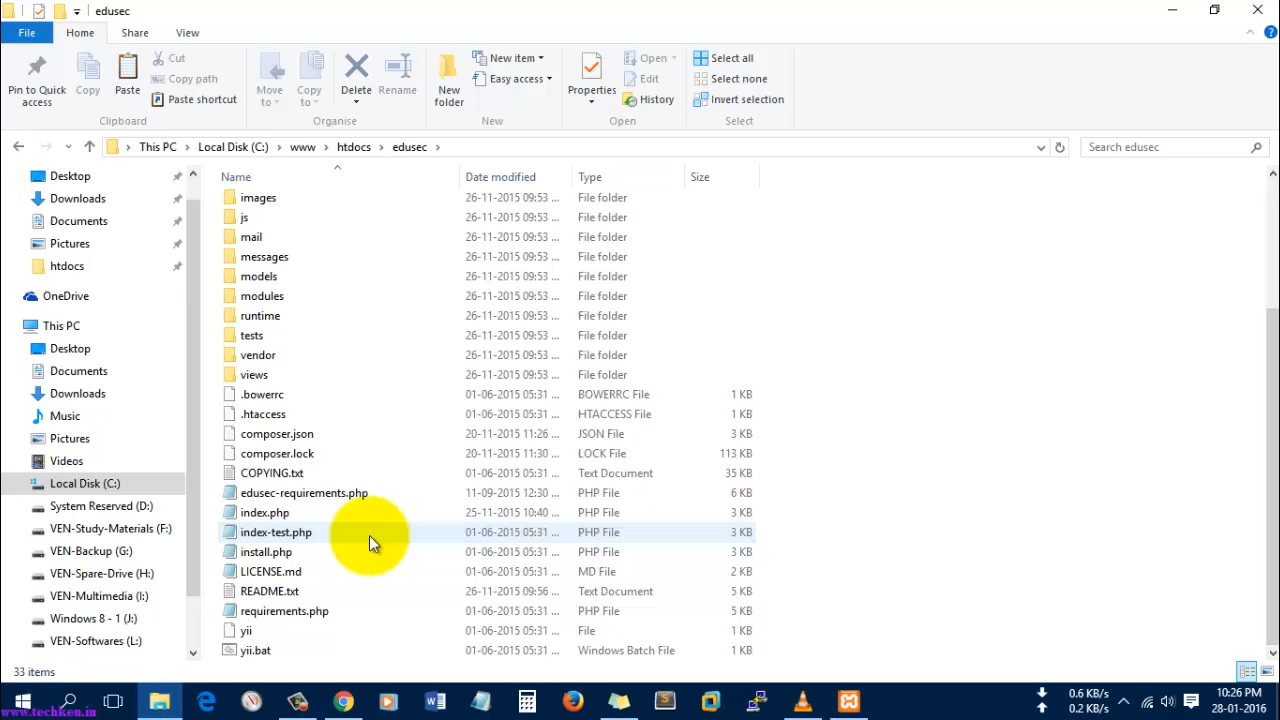 edusec
File Home Share View
Pin to Quick access
Copy
Paste
Cut
Copy path
Paste shortcut
Clipboard
Move to
Copy to
Delete
Rename
Organise
New folder
New item
Easy access
New
Properties
Open
Edit
History
Open
Select all
Select none
Invert selection
Select
This PC Local Disk (C:) www htdocs edusec
Search edusec
Desktop
Downloads
Documents
Pictures
htdocs
OneDrive
This PC
Desktop
Documents
Downloads
Music
Pictures
Videos
Local Disk (C:)
System Reserved (D:)
VEN-Study-Materials (F:)
VEN-Backup (G:)
VEN-Spare-Drive (H:)
VEN-Multimedia (I:)
Windows 8 - 1 (J:)
VEN-Softwares (L:)
Name Date modified Type Size
images 26-11-2015 09:53 ... File folder
js 26-11-2015 09:53 ... File folder
mail 26-11-2015 09:53 ... File folder
messages 26-11-2015 09:53 ... File folder
models 26-11-2015 09:53 ... File folder
modules 26-11-2015 09:53 ... File folder
runtime 26-11-2015 09:53 ... File folder
tests 26-11-2015 09:53 ... File folder
vendor 26-11-2015 09:53 ... File folder
views 26-11-2015 09:53 ... File folder
.bowerrc 01-06-2015 05:31 ... BOWERRC File 1 KB
.htaccess 01-06-2015 05:31 ... HTACCESS File 1 KB
composer.json 20-11-2015 11:26 ... JSON File 3 KB
composer.lock 20-11-2015 11:30 ... LOCK File 113 KB
COPYING.txt 01-06-2015 05:31 ... Text Document 35 KB
edusec-requirements.php 11-09-2015 12:30 ... PHP File 6 KB
index.php 25-11-2015 10:40 ... PHP File 3 KB
index-test.php 01-06-2015 05:31 ... PHP File 3 KB
install.php 01-06-2015 05:31 ... PHP File 3 KB
LICENSE.md 01-06-2015 05:31 ... MD File 2 KB
README.txt 26-11-2015 09:56 ... Text Document 5 KB
requirements.php 01-06-2015 05:31 ... PHP File 5 KB
yii 01-06-2015 05:31 ... File 1 KB
yii.bat 01-06-2015 05:31 ... Windows Batch File 1 KB
33 items
www.techken.in
0.6 KB/s
0.2 KB/s
10:26 PM
28-01-2016